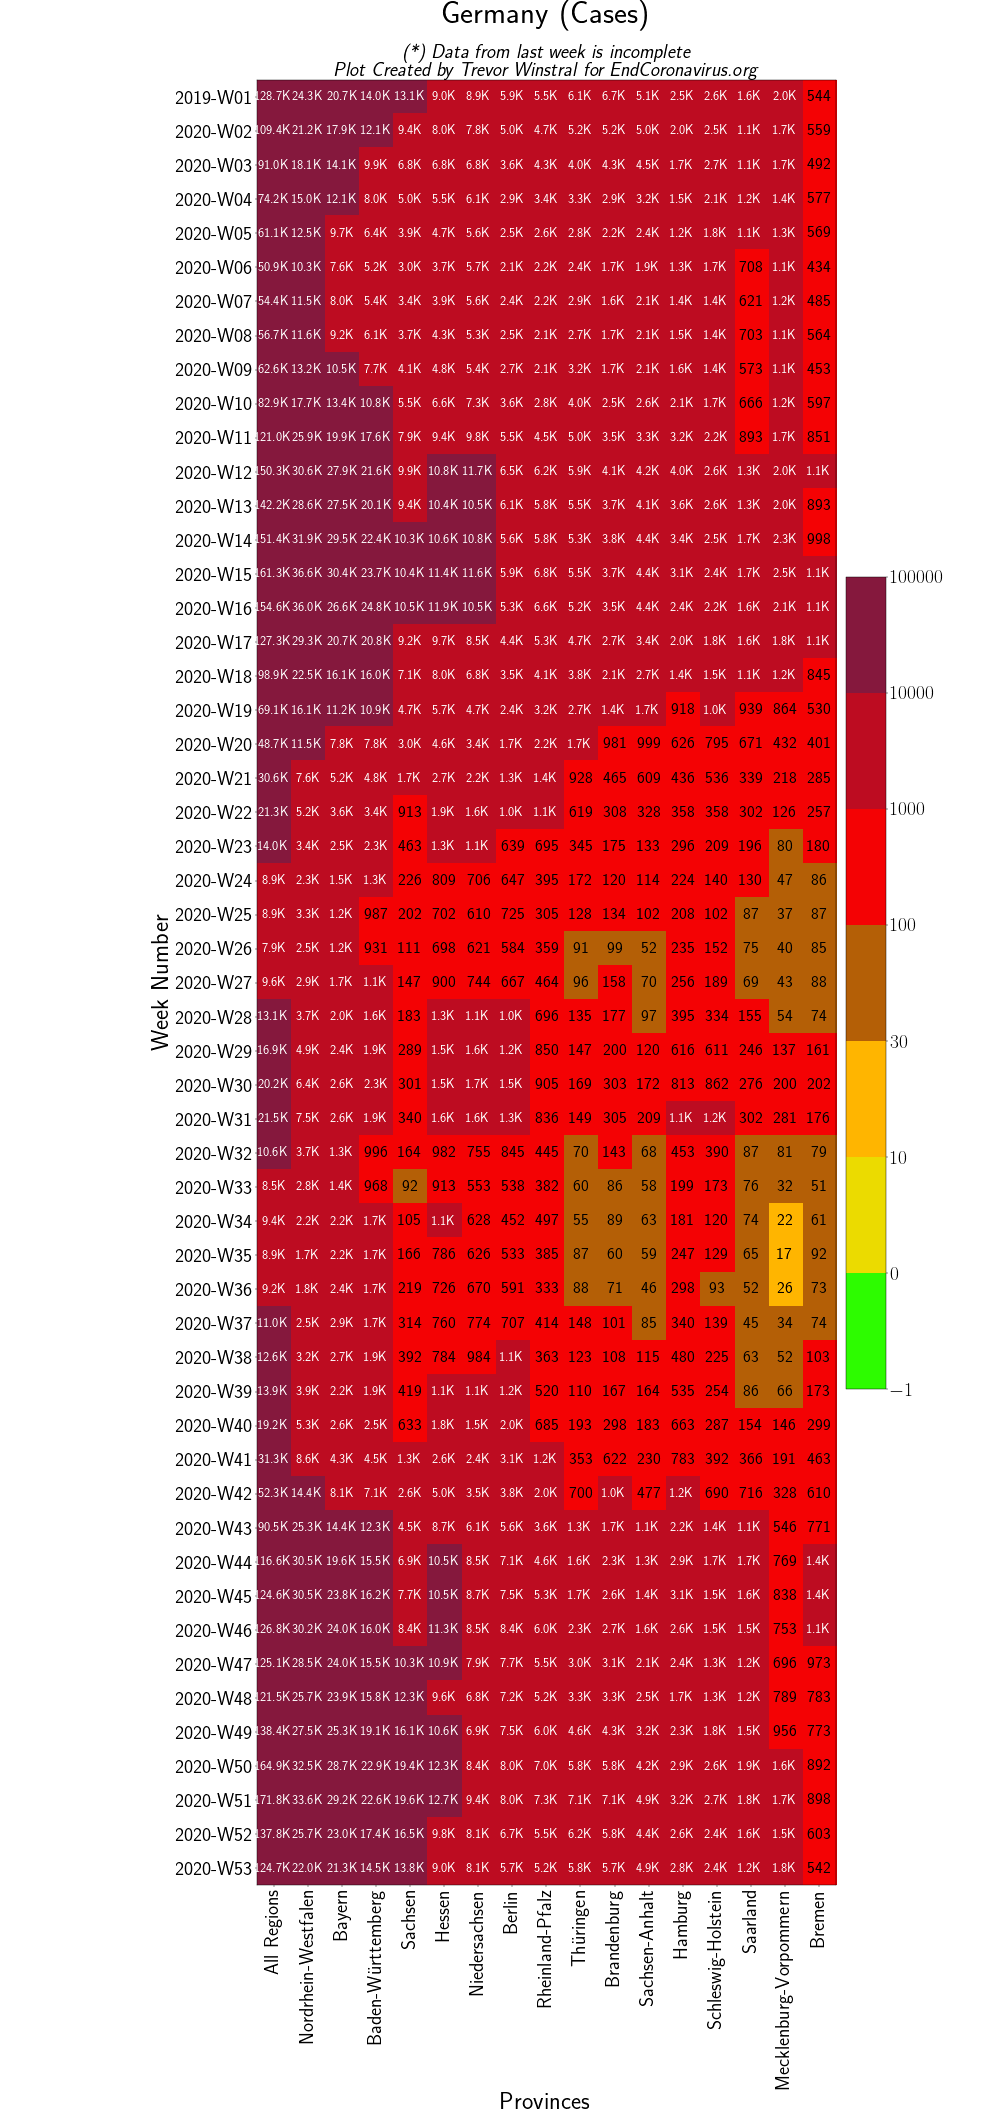 Germany (Cases)
(*) Data from last week is incomplete
Plot Created by Trevor Winstral for EndCoronavirus.org
2019-W01 128.7K 24.3K 20.7K 14.0K 13.1K 9.0K 8.9K 5.9K 5.5K 6.1K 6.7K 5.1K 2.5K 2.6K 1.6K 2.0K 544
2020-W02 109.4K 21.2K 17.9K 12.1K 9.4K 8.0K 7.8K 5.0K 4.7K 5.2K 5.2K 5.0K 2.0K 2.5K 1.1K 1.7K 559
2020-W03 91.0K 18.1K 14.1K 9.9K 6.8K 6.8K 6.8K 3.6K 4.3K 4.0K 4.3K 4.5K 1.7K 2.7K 1.1K 1.7K 492
2020-W04 74.2K 15.0K 12.1K 8.0K 5.0K 5.5K 6.1K 2.9K 3.4K 3.3K 2.9K 3.2K 1.5K 2.1K 1.2K 1.4K 577
2020-W05 61.1K 12.5K 9.7K 6.4K 3.9K 4.7K 5.6K 2.5K 2.6K 2.8K 2.2K 2.4K 1.2K 1.8K 1.1K 1.3K 569
2020-W06 50.9K 10.3K 7.6K 5.2K 3.0K 3.7K 5.7K 2.1K 2.2K 2.4K 1.7K 1.9K 1.3K 1.7K 708 1.1K 434
2020-W07 54.4K 11.5K 8.0K 5.4K 3.4K 3.9K 5.6K 2.4K 2.2K 2.9K 1.6K 2.1K 1.4K 1.4K 621 1.2K 485
2020-W08 56.7K 11.6K 9.2K 6.1K 3.7K 4.3K 5.3K 2.5K 2.1K 2.7K 1.7K 2.1K 1.5K 1.4K 703 1.1K 564
2020-W09 62.6K 13.2K 10.5K 7.7K 4.1K 4.8K 5.4K 2.7K 2.1K 3.2K 1.7K 2.1K 1.6K 1.4K 573 1.1K 453
2020-W10 82.9K 17.7K 13.4K 10.8K 5.5K 6.6K 7.3K 3.6K 2.8K 4.0K 2.5K 2.6K 2.1K 1.7K 666 1.2K 597
2020-W11 121.0K 25.9K 19.9K 17.6K 7.9K 9.4K 9.8K 5.5K 4.5K 5.0K 3.5K 3.3K 3.2K 2.2K 893 1.7K 851
2020-W12 150.3K 30.6K 27.9K 21.6K 9.9K 10.8K 11.7K 6.5K 6.2K 5.9K 4.1K 4.2K 4.0K 2.6K 1.3K 2.0K 1.1K
2020-W13 142.2K 28.6K 27.5K 20.1K 9.4K 10.4K 10.5K 6.1K 5.8K 5.5K 3.7K 4.1K 3.6K 2.6K 1.3K 2.0K 893
2020-W14 151.4K 31.9K 29.5K 22.4K 10.3K 10.6K 10.8K 5.6K 5.8K 5.3K 3.8K 4.4K 3.4K 2.5K 1.7K 2.3K 998
2020-W15 161.3K 36.6K 30.4K 23.7K 10.4K 11.4K 11.6K 5.9K 6.8K 5.5K 3.7K 4.4K 3.1K 2.4K 1.7K 2.5K 1.1K
2020-W16 154.6K 36.0K 26.6K 24.8K 10.5K 11.9K 10.5K 5.3K 6.6K 5.2K 3.5K 4.4K 2.4K 2.2K 1.6K 2.1K 1.1K
2020-W17 127.3K 29.3K 20.7K 20.8K 9.2K 9.7K 8.5K 4.4K 5.3K 4.7K 2.7K 3.4K 2.0K 1.8K 1.6K 1.8K 1.1K
2020-W18 98.9K 22.5K 16.1K 16.0K 7.1K 8.0K 6.8K 3.5K 4.1K 3.8K 2.1K 2.7K 1.4K 1.5K 1.1K 1.2K 845
2020-W19 69.1K 16.1K 11.2K 10.9K 4.7K 5.7K 4.7K 2.4K 3.2K 2.7K 1.4K 1.7K 918 1.0K 939 864 530
2020-W20 48.7K 11.5K 7.8K 7.8K 3.0K 4.6K 3.4K 1.7K 2.2K 1.7K 981 999 626 795 671 432 401
2020-W21 30.6K 7.6K 5.2K 4.8K 1.7K 2.7K 2.2K 1.3K 1.4K 928 465 609 436 536 339 218 285
2020-W22 21.3K 5.2K 3.6K 3.4K 913 1.9K 1.6K 1.0K 1.1K 619 308 328 358 358 302 126 257
2020-W23 14.0K 3.4K 2.5K 2.3K 463 1.3K 1.1K 639 695 345 175 133 296 209 196 80 180
2020-W24 8.9K 2.3K 1.5K 1.3K 226 809 706 647 395 172 120 114 224 140 130 47 86
2020-W25 8.9K 3.3K 1.2K 987 202 702 610 725 305 128 134 102 208 102 87 37 87
2020-W26 7.9K 2.5K 1.2K 931 111 698 621 584 359 91 99 52 235 152 75 40 85
2020-W27 9.6K 2.9K 1.7K 1.1K 147 900 744 667 464 96 158 70 256 189 69 43 88
2020-W28 13.1K 3.7K 2.0K 1.6K 183 1.3K 1.1K 1.0K 696 135 177 97 395 334 155 54 74
2020-W29 16.9K 4.9K 2.4K 1.9K 289 1.5K 1.6K 1.2K 850 147 200 120 616 611 246 137 161
2020-W30 20.2K 6.4K 2.6K 2.3K 301 1.5K 1.7K 1.5K 905 169 303 172 813 862 276 200 202
2020-W31 21.5K 7.5K 2.6K 1.9K 340 1.6K 1.6K 1.3K 836 149 305 209 1.1K 1.2K 302 281 176
2020-W32 10.6K 3.7K 1.3K 996 164 982 755 845 445 70 143 68 453 390 87 81 79
2020-W33 8.5K 2.8K 1.4K 968 92 913 553 538 382 60 86 58 199 173 76 32 51
2020-W34 9.4K 2.2K 2.2K 1.7K 105 1.1K 628 452 497 55 89 63 181 120 74 22 61
2020-W35 8.9K 1.7K 2.2K 1.7K 166 786 626 533 385 87 60 59 247 129 65 17 92
2020-W36 9.2K 1.8K 2.4K 1.7K 219 726 670 591 333 88 71 46 298 93 52 26 73
2020-W37 11.0K 2.5K 2.9K 1.7K 314 760 774 707 414 148 101 85 340 139 45 34 74
2020-W38 12.6K 3.2K 2.7K 1.9K 392 784 984 1.1K 363 123 108 115 480 225 63 52 103
2020-W39 13.9K 3.9K 2.2K 1.9K 419 1.1K 1.1K 1.2K 520 110 167 164 535 254 86 66 173
2020-W40 19.2K 5.3K 2.6K 2.5K 633 1.8K 1.5K 2.0K 685 193 298 183 663 287 154 146 299
2020-W41 31.3K 8.6K 4.3K 4.5K 1.3K 2.6K 2.4K 3.1K 1.2K 353 622 230 783 392 366 191 463
2020-W42 52.3K 14.4K 8.1K 7.1K 2.6K 5.0K 3.5K 3.8K 2.0K 700 1.0K 477 1.2K 690 716 328 610
2020-W43 90.5K 25.3K 14.4K 12.3K 4.5K 8.7K 6.1K 5.6K 3.6K 1.3K 1.7K 1.1K 2.2K 1.4K 1.1K 546 771
2020-W44 116.6K 30.5K 19.6K 15.5K 6.9K 10.5K 8.5K 7.1K 4.6K 1.6K 2.3K 1.3K 2.9K 1.7K 1.7K 769 1.4K
2020-W45 124.6K 30.5K 23.8K 16.2K 7.7K 10.5K 8.7K 7.5K 5.3K 1.7K 2.6K 1.4K 3.1K 1.5K 1.6K 838 1.4K
2020-W46 126.8K 30.2K 24.0K 16.0K 8.4K 11.3K 8.5K 8.4K 6.0K 2.3K 2.7K 1.6K 2.6K 1.5K 1.5K 753 1.1K
2020-W47 125.1K 28.5K 24.0K 15.5K 10.3K 10.9K 7.9K 7.7K 5.5K 3.0K 3.1K 2.1K 2.4K 1.3K 1.2K 696 973
2020-W48 121.5K 25.7K 23.9K 15.8K 12.3K 9.6K 6.8K 7.2K 5.2K 3.3K 3.3K 2.5K 1.7K 1.3K 1.2K 789 783
2020-W49 138.4K 27.5K 25.3K 19.1K 16.1K 10.6K 6.9K 7.5K 6.0K 4.6K 4.3K 3.2K 2.3K 1.8K 1.5K 956 773
2020-W50 164.9K 32.5K 28.7K 22.9K 19.4K 12.3K 8.4K 8.0K 7.0K 5.8K 5.8K 4.2K 2.9K 2.6K 1.9K 1.6K 892
2020-W51 171.8K 33.6K 29.2K 22.6K 19.6K 12.7K 9.4K 8.0K 7.3K 7.1K 7.1K 4.9K 3.2K 2.7K 1.8K 1.7K 898
2020-W52 137.8K 25.7K 23.0K 17.4K 16.5K 9.8K 8.1K 6.7K 5.5K 6.2K 5.8K 4.4K 2.6K 2.4K 1.6K 1.5K 603
2020-W53 124.7K 22.0K 21.3K 14.5K 13.8K 9.0K 8.1K 5.7K 5.2K 5.8K 5.7K 4.9K 2.8K 2.4K 1.2K 1.8K 542
Week Number
All Regions
Nordrhein-Westfalen
Bayern
Baden-Württemberg
Sachsen
Hessen
Niedersachsen
Berlin
Rheinland-Pfalz
Thüringen
Brandenburg
Sachsen-Anhalt
Hamburg
Schleswig-Holstein
Saarland
Mecklenburg-Vorpommern
Bremen
Provinces
100000
10000
1000
100
30
10
0
−1